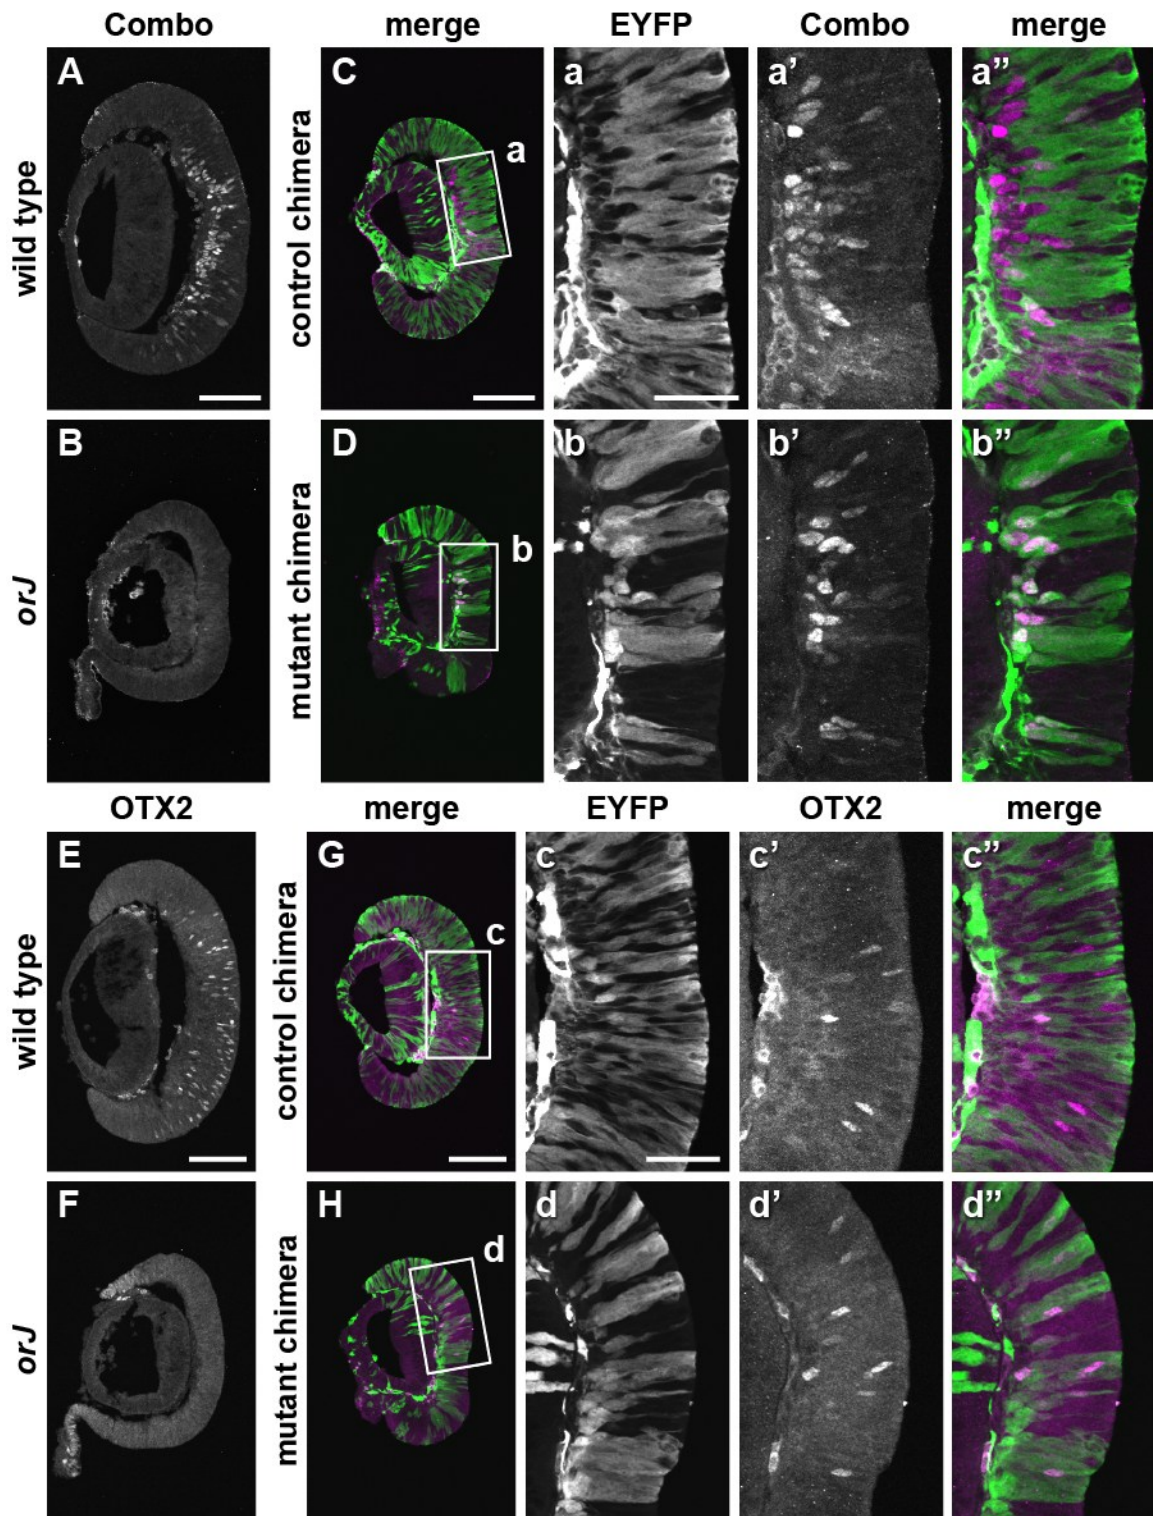 Combo merge EYFP Combo merge
wild type
A
control chimera
C
a
a
a'
a”
orJ
B
mutant chimera
D
b
b
b'
b”
OTX2 merge EYFP OTX2 merge
wild type
E
control chimera
G
c
c
c'
c”
orJ
F
mutant chimera
H
d
d
d'
d”